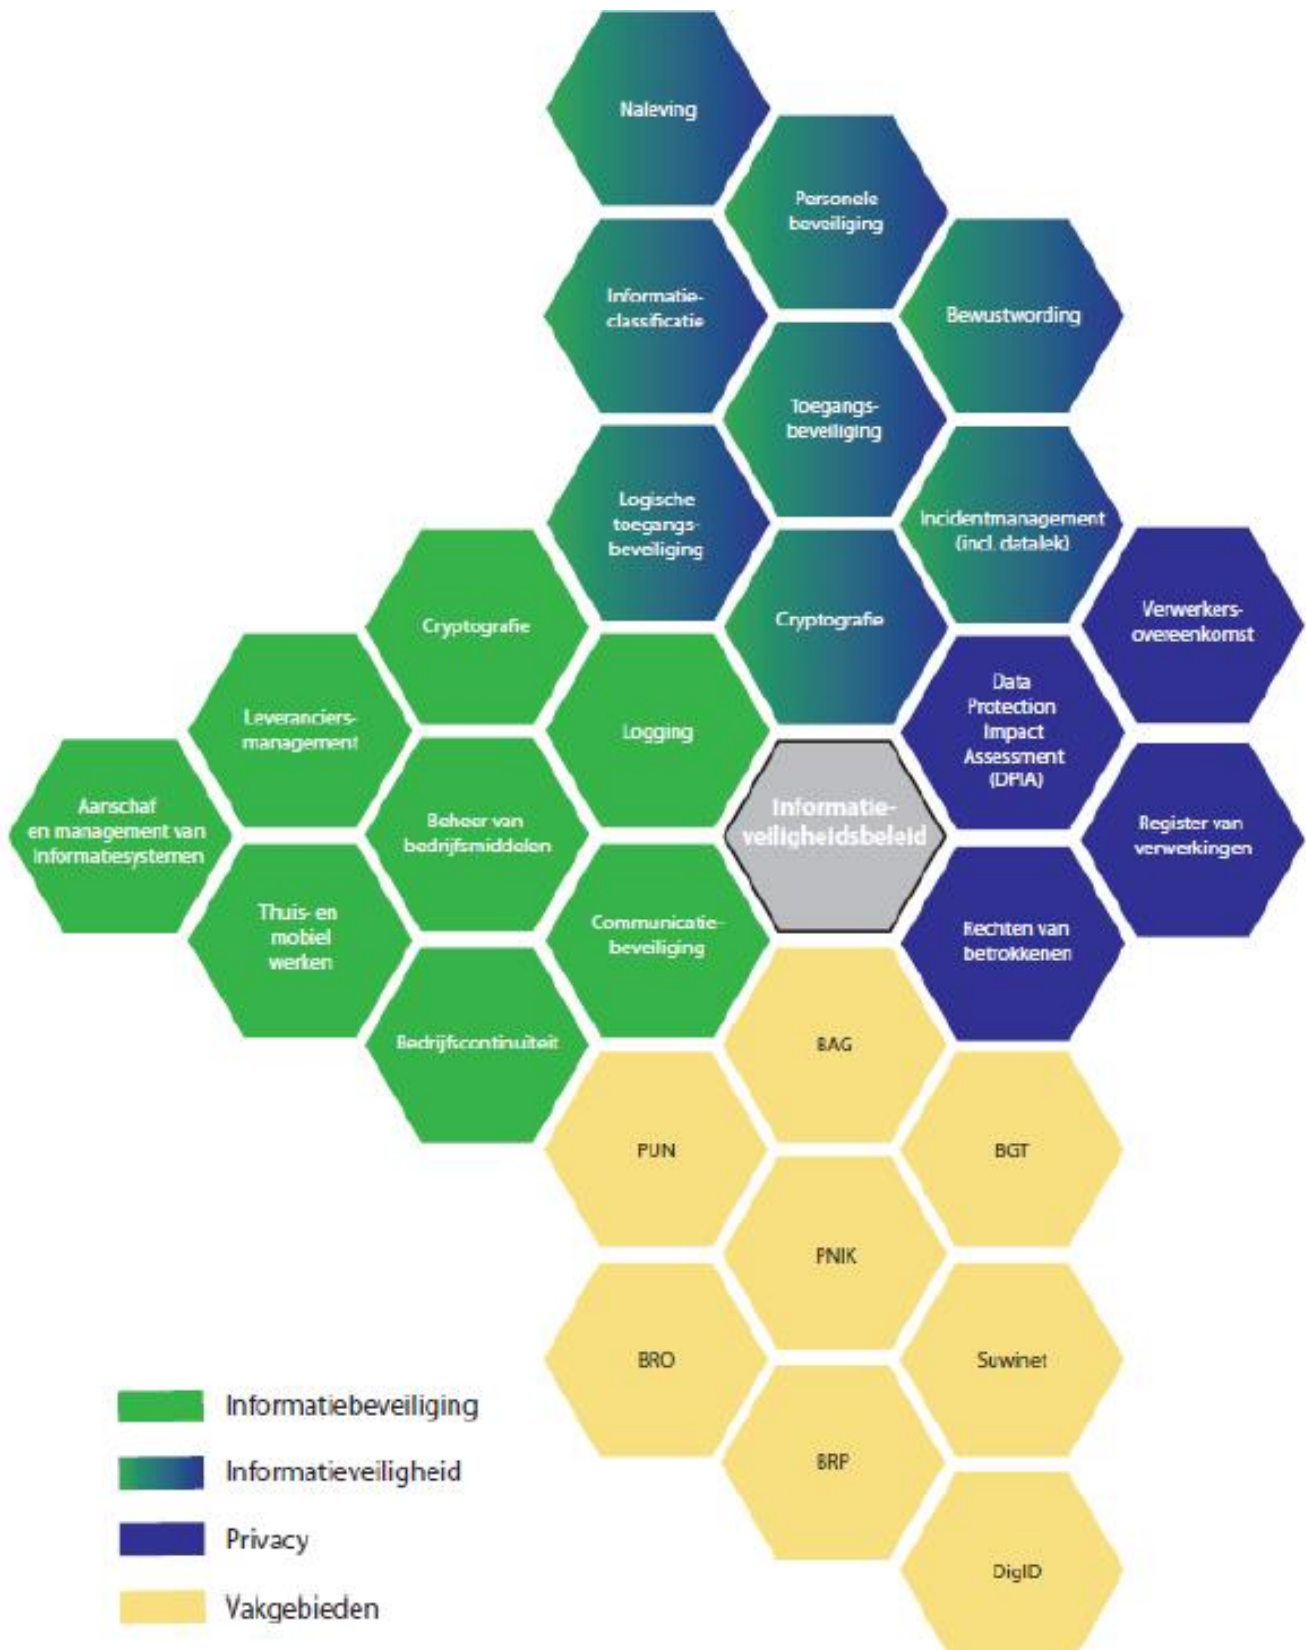 Naleving
Personele
beveiliging
Informatie-
classificatie
Bewustwording
Toegangs-
beveiliging
Logische
toegangs-
beveiliging
Incidentmanagement
(incl. datalek)
Cryptografie
Cryptografie
Verwerkers-
overeenkomst
Leveranciers-
management
Logging
Data
Protection
Impact
Assessment
(DPIA)
Aanschaf
en management van
informatiesystemen
Beheer van
bedrijfsmiddelen
Informatie-
veiligheidsbeleid
Register van
verwerkingen
Thuis- en
mobiel
werken
Communicatie-
beveiliging
Rechten van
betrokkenen
Bedrijfscontinuïteit
BAG
PUN
BGT
PNIK
BRO
Suwinet
BRP
DigID
Informatiebeveiliging
Informatieveiligheid
Privacy
Vakgebieden